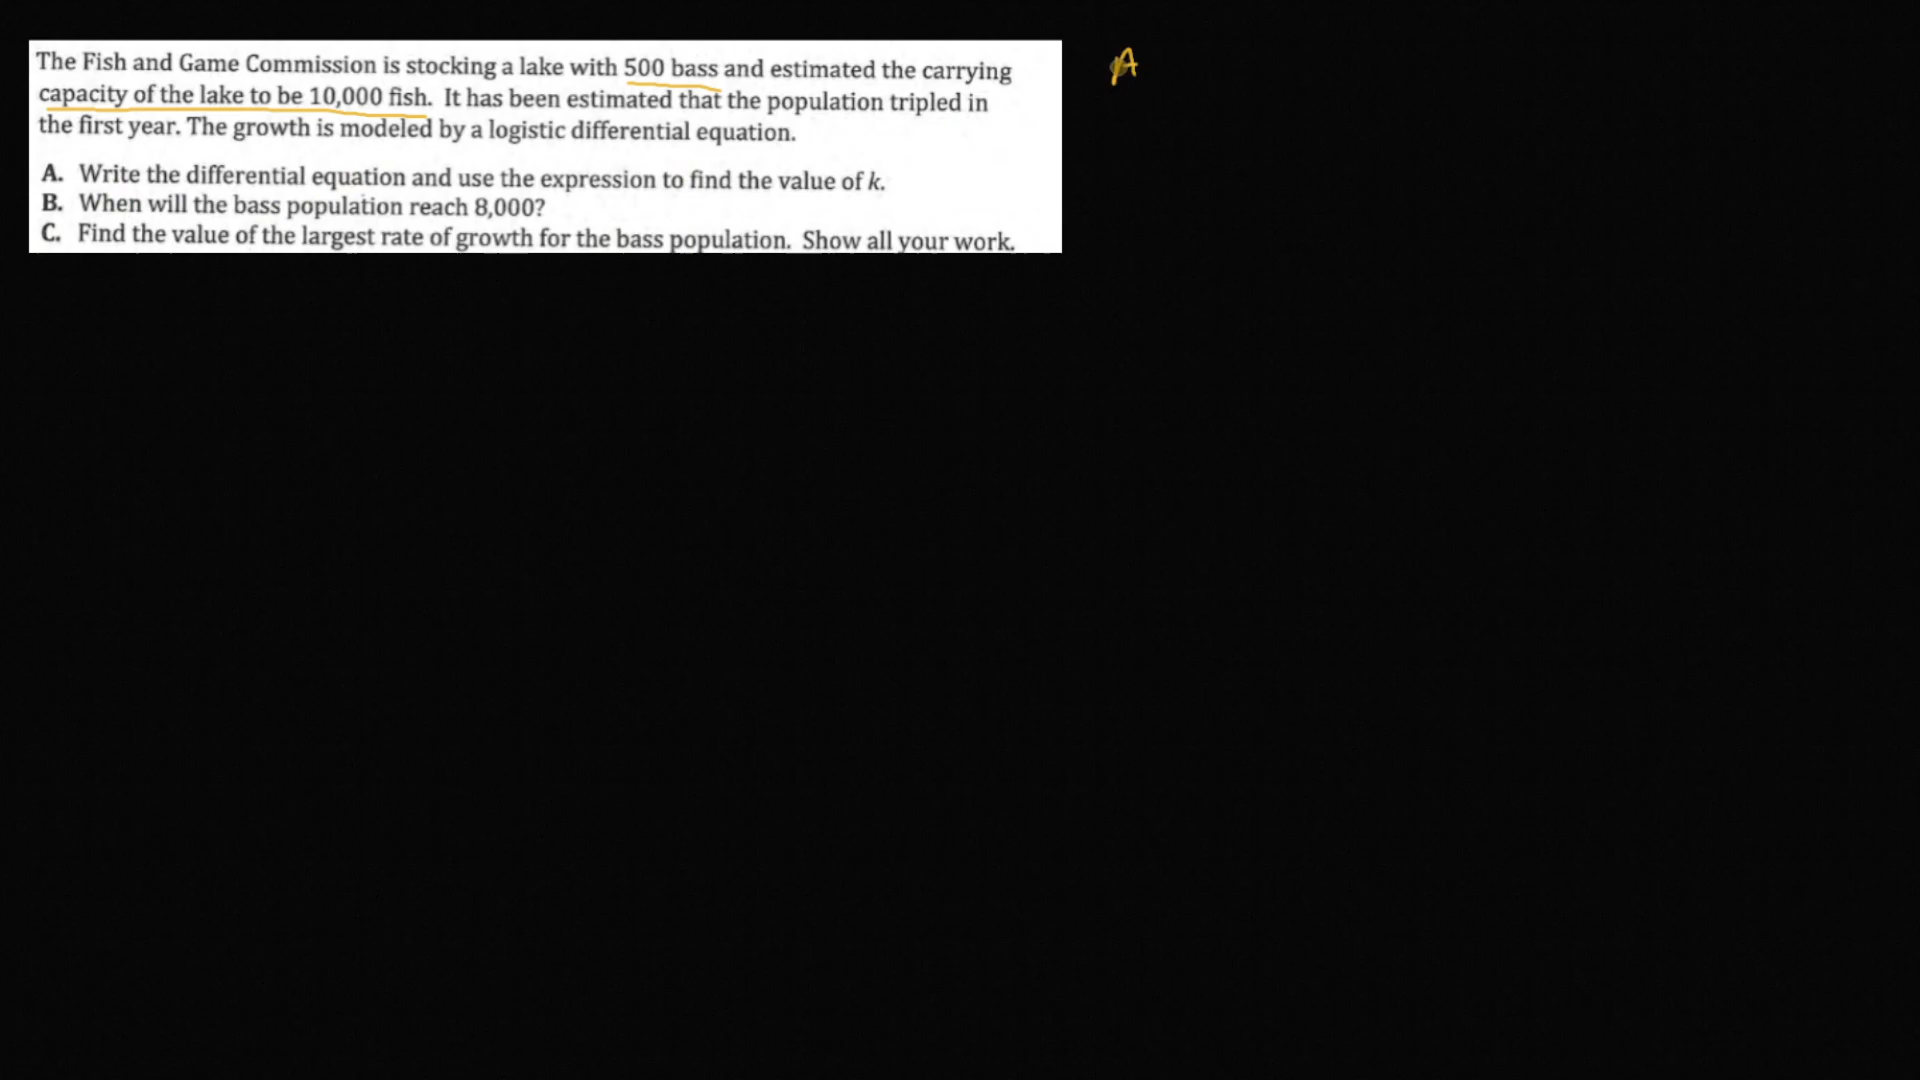 The Fish and Game Commission is stocking a lake with 500 bass and estimated the carrying
capacity of the lake to be 10,000 fish. It has been estimated that the population tripled in
the first year. The growth is modeled by a logistic differential equation.
A. Write the differential equation and use the expression to find the value of k.
B. When will the bass population reach 8,000?
C. Find the value of the largest rate of growth for the bass population. Show all your work.
A